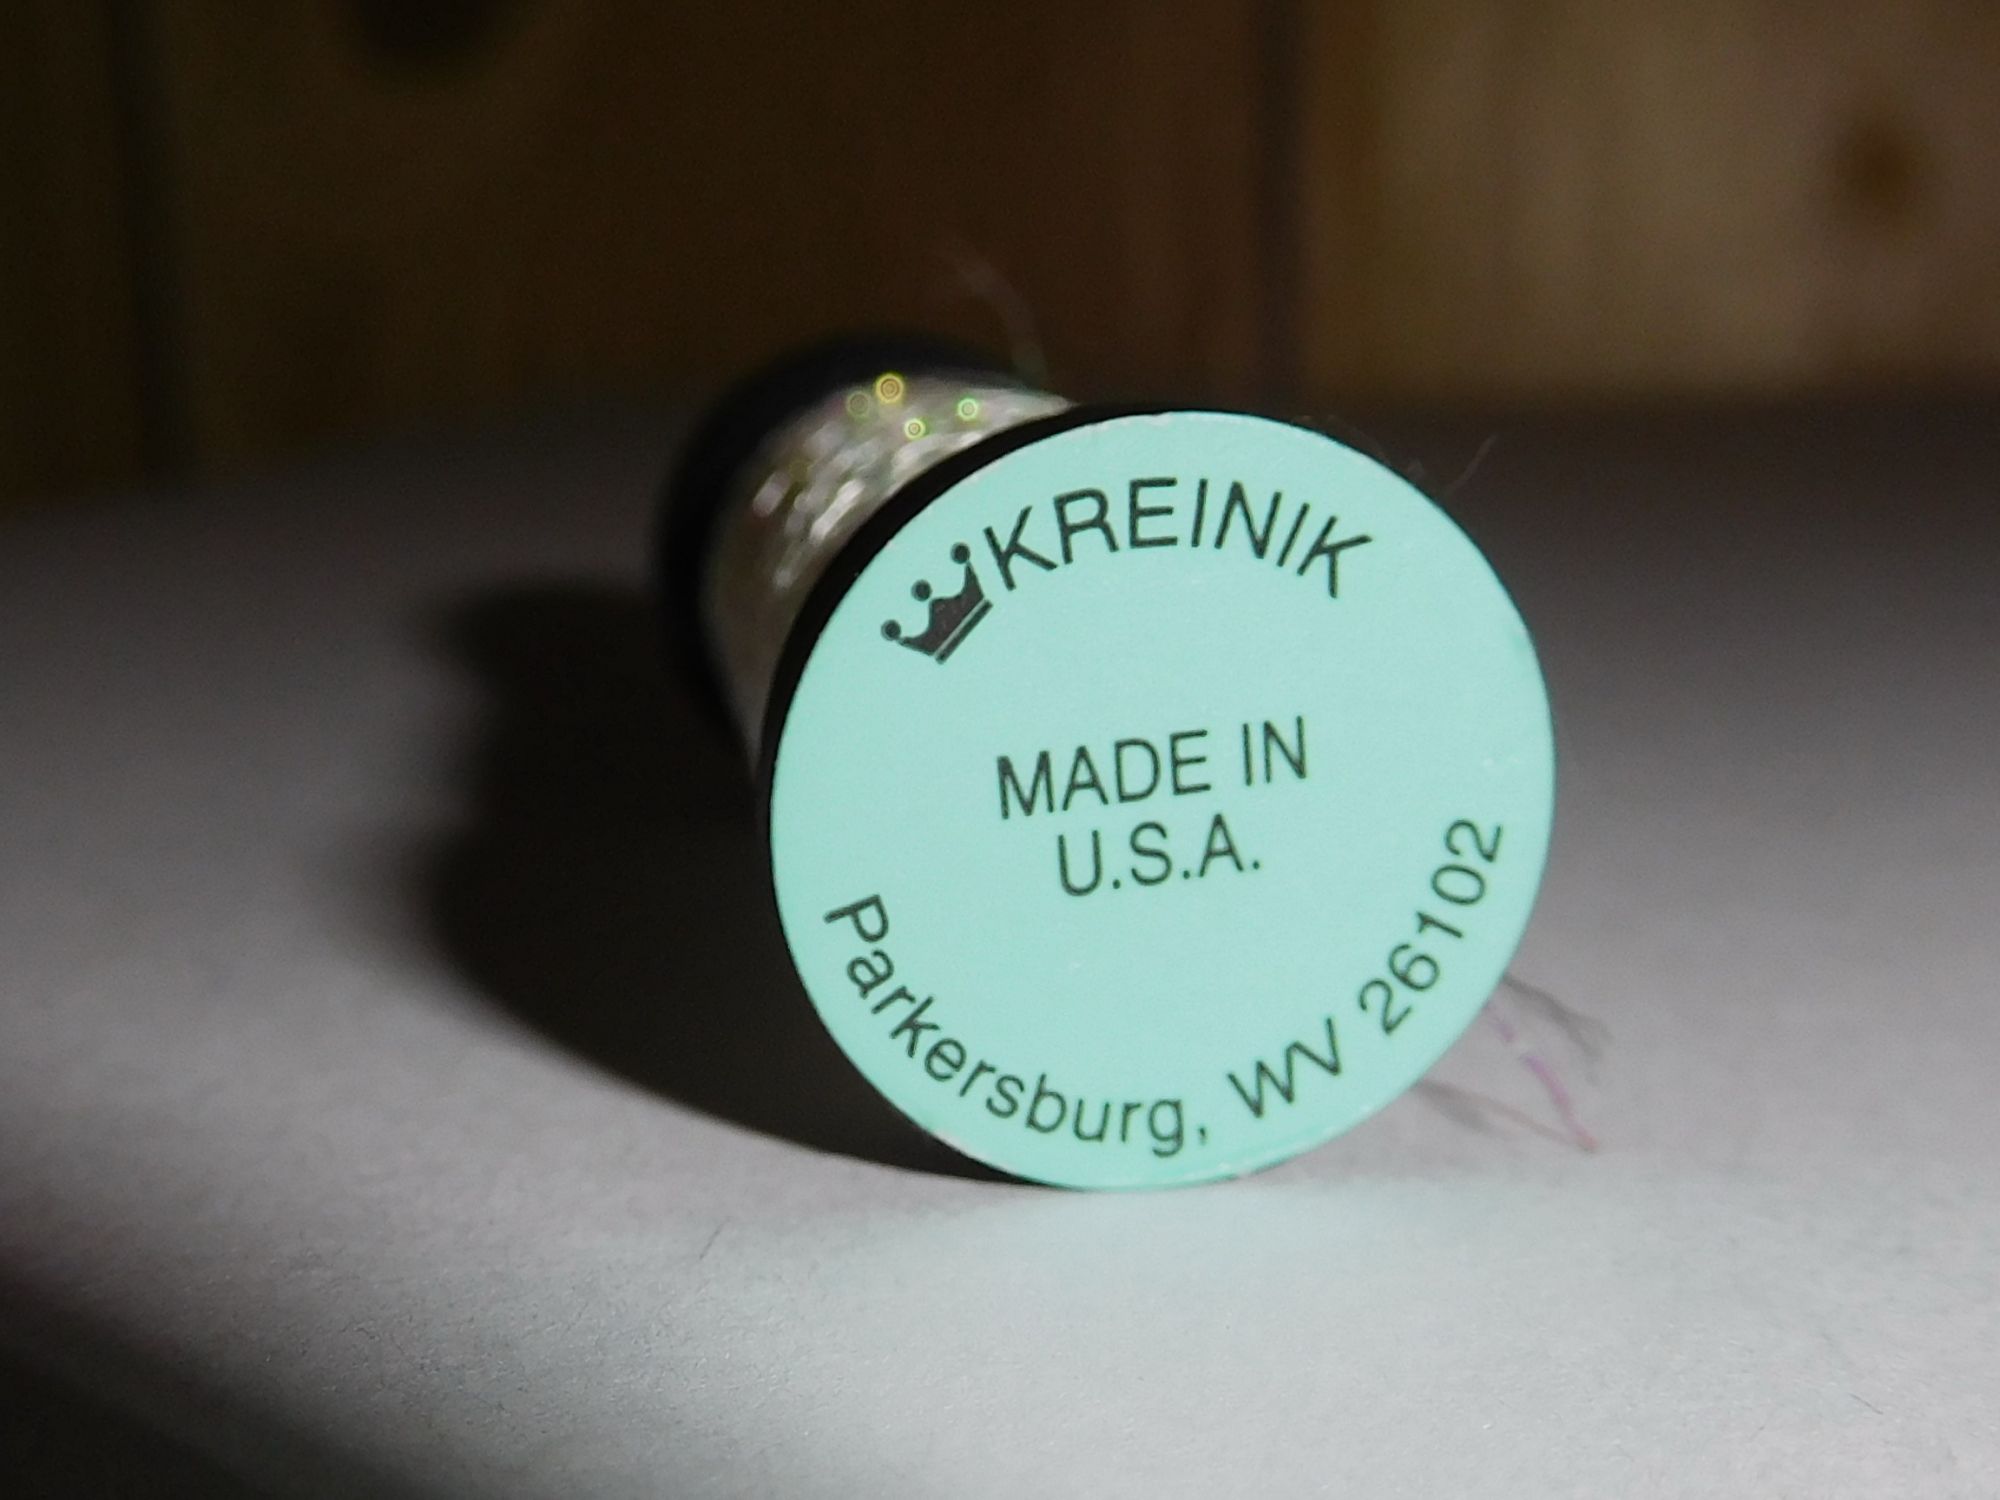 KREINIK
MADE IN
U.S.A.
Parkersburg, WV 26102